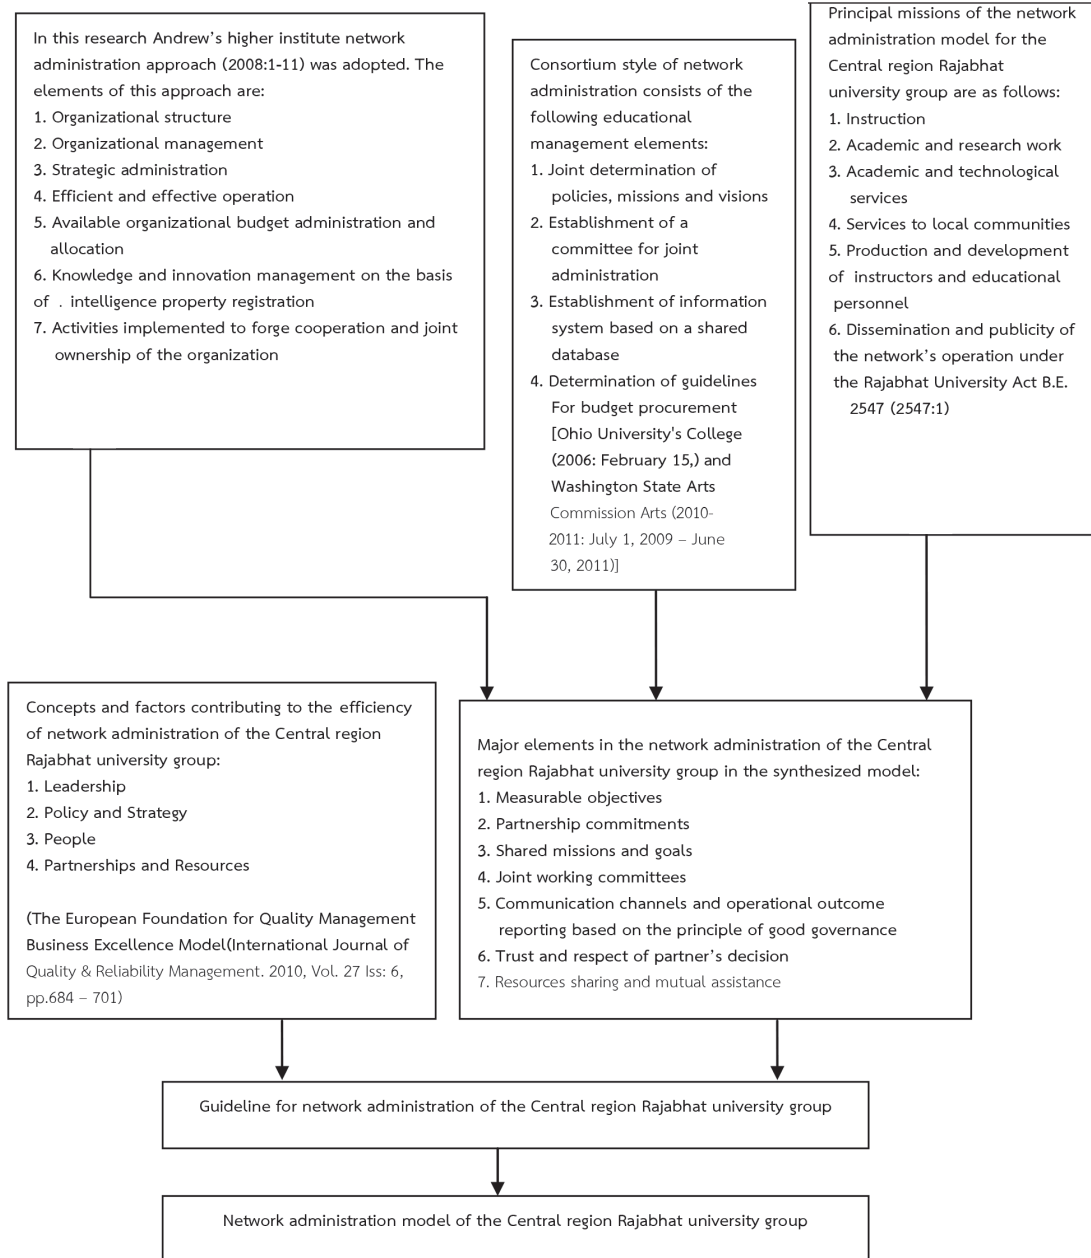 In this research Andrew's higher institute network
administration approach (2008:1-11) was adopted. The
elements of this approach are:
1. Organizational structure
2. Organizational management
3. Strategic administration
4. Efficient and effective operation
5. Available organizational budget administration and
allocation
6. Knowledge and innovation management on the basis
of . intelligence property registration
7. Activities implemented to forge cooperation and joint
ownership of the organization
Consortium style of network
administration consists of the
following educational
management elements:
1. Joint determination of
policies, missions and visions
2. Establishment of a
committee for joint
administration
3. Establishment of information
system based on a shared
database
4. Determination of guidelines
For budget procurement
[Ohio University's College
(2006: February 15,) and
Washington State Arts
Commission Arts (2010-
2011: July 1, 2009 – June
30, 2011)]
Principal missions of the network
administration model for the
Central region Rajabhat
university group are as follows:
1. Instruction
2. Academic and research work
3. Academic and technological
services
4. Services to local communities
5. Production and development
of instructors and educational
personnel
6. Dissemination and publicity of
the network's operation under
the Rajabhat University Act B.E.
2547 (2547:1)
Concepts and factors contributing to the efficiency
of network administration of the Central region
Rajabhat university group:
1. Leadership
2. Policy and Strategy
3. People
4. Partnerships and Resources
(The European Foundation for Quality Management
Business Excellence Model(International Journal of
Quality & Reliability Management. 2010, Vol. 27 Iss: 6,
pp.684 – 701)
Major elements in the network administration of the Central
region Rajabhat university group in the synthesized model:
1. Measurable objectives
2. Partnership commitments
3. Shared missions and goals
4. Joint working committees
5. Communication channels and operational outcome
reporting based on the principle of good governance
6. Trust and respect of partner's decision
7. Resources sharing and mutual assistance
Guideline for network administration of the Central region Rajabhat university group
Network administration model of the Central region Rajabhat university group